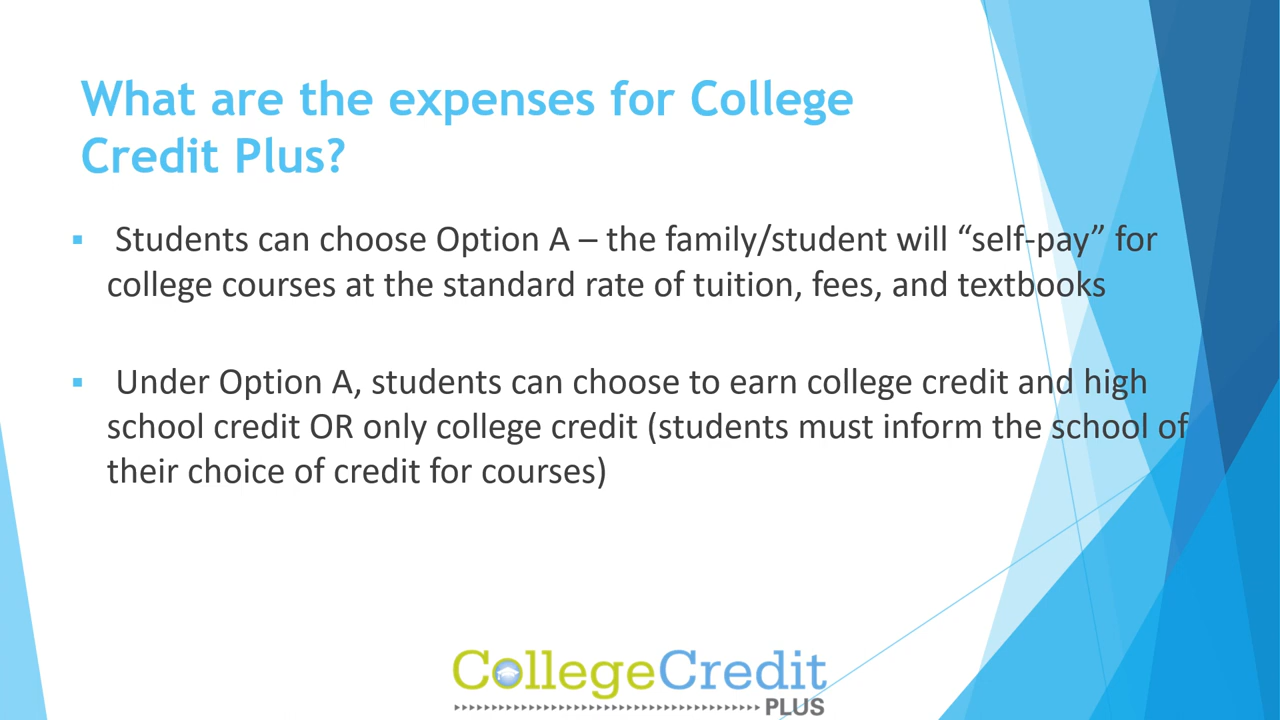 What are the expenses for College
Credit Plus?
▪ Students can choose Option A – the family/student will “self-pay” for
college courses at the standard rate of tuition, fees, and textbooks
▪ Under Option A, students can choose to earn college credit and high
school credit OR only college credit (students must inform the school of
their choice of credit for courses)
CollegeCredit
PLUS